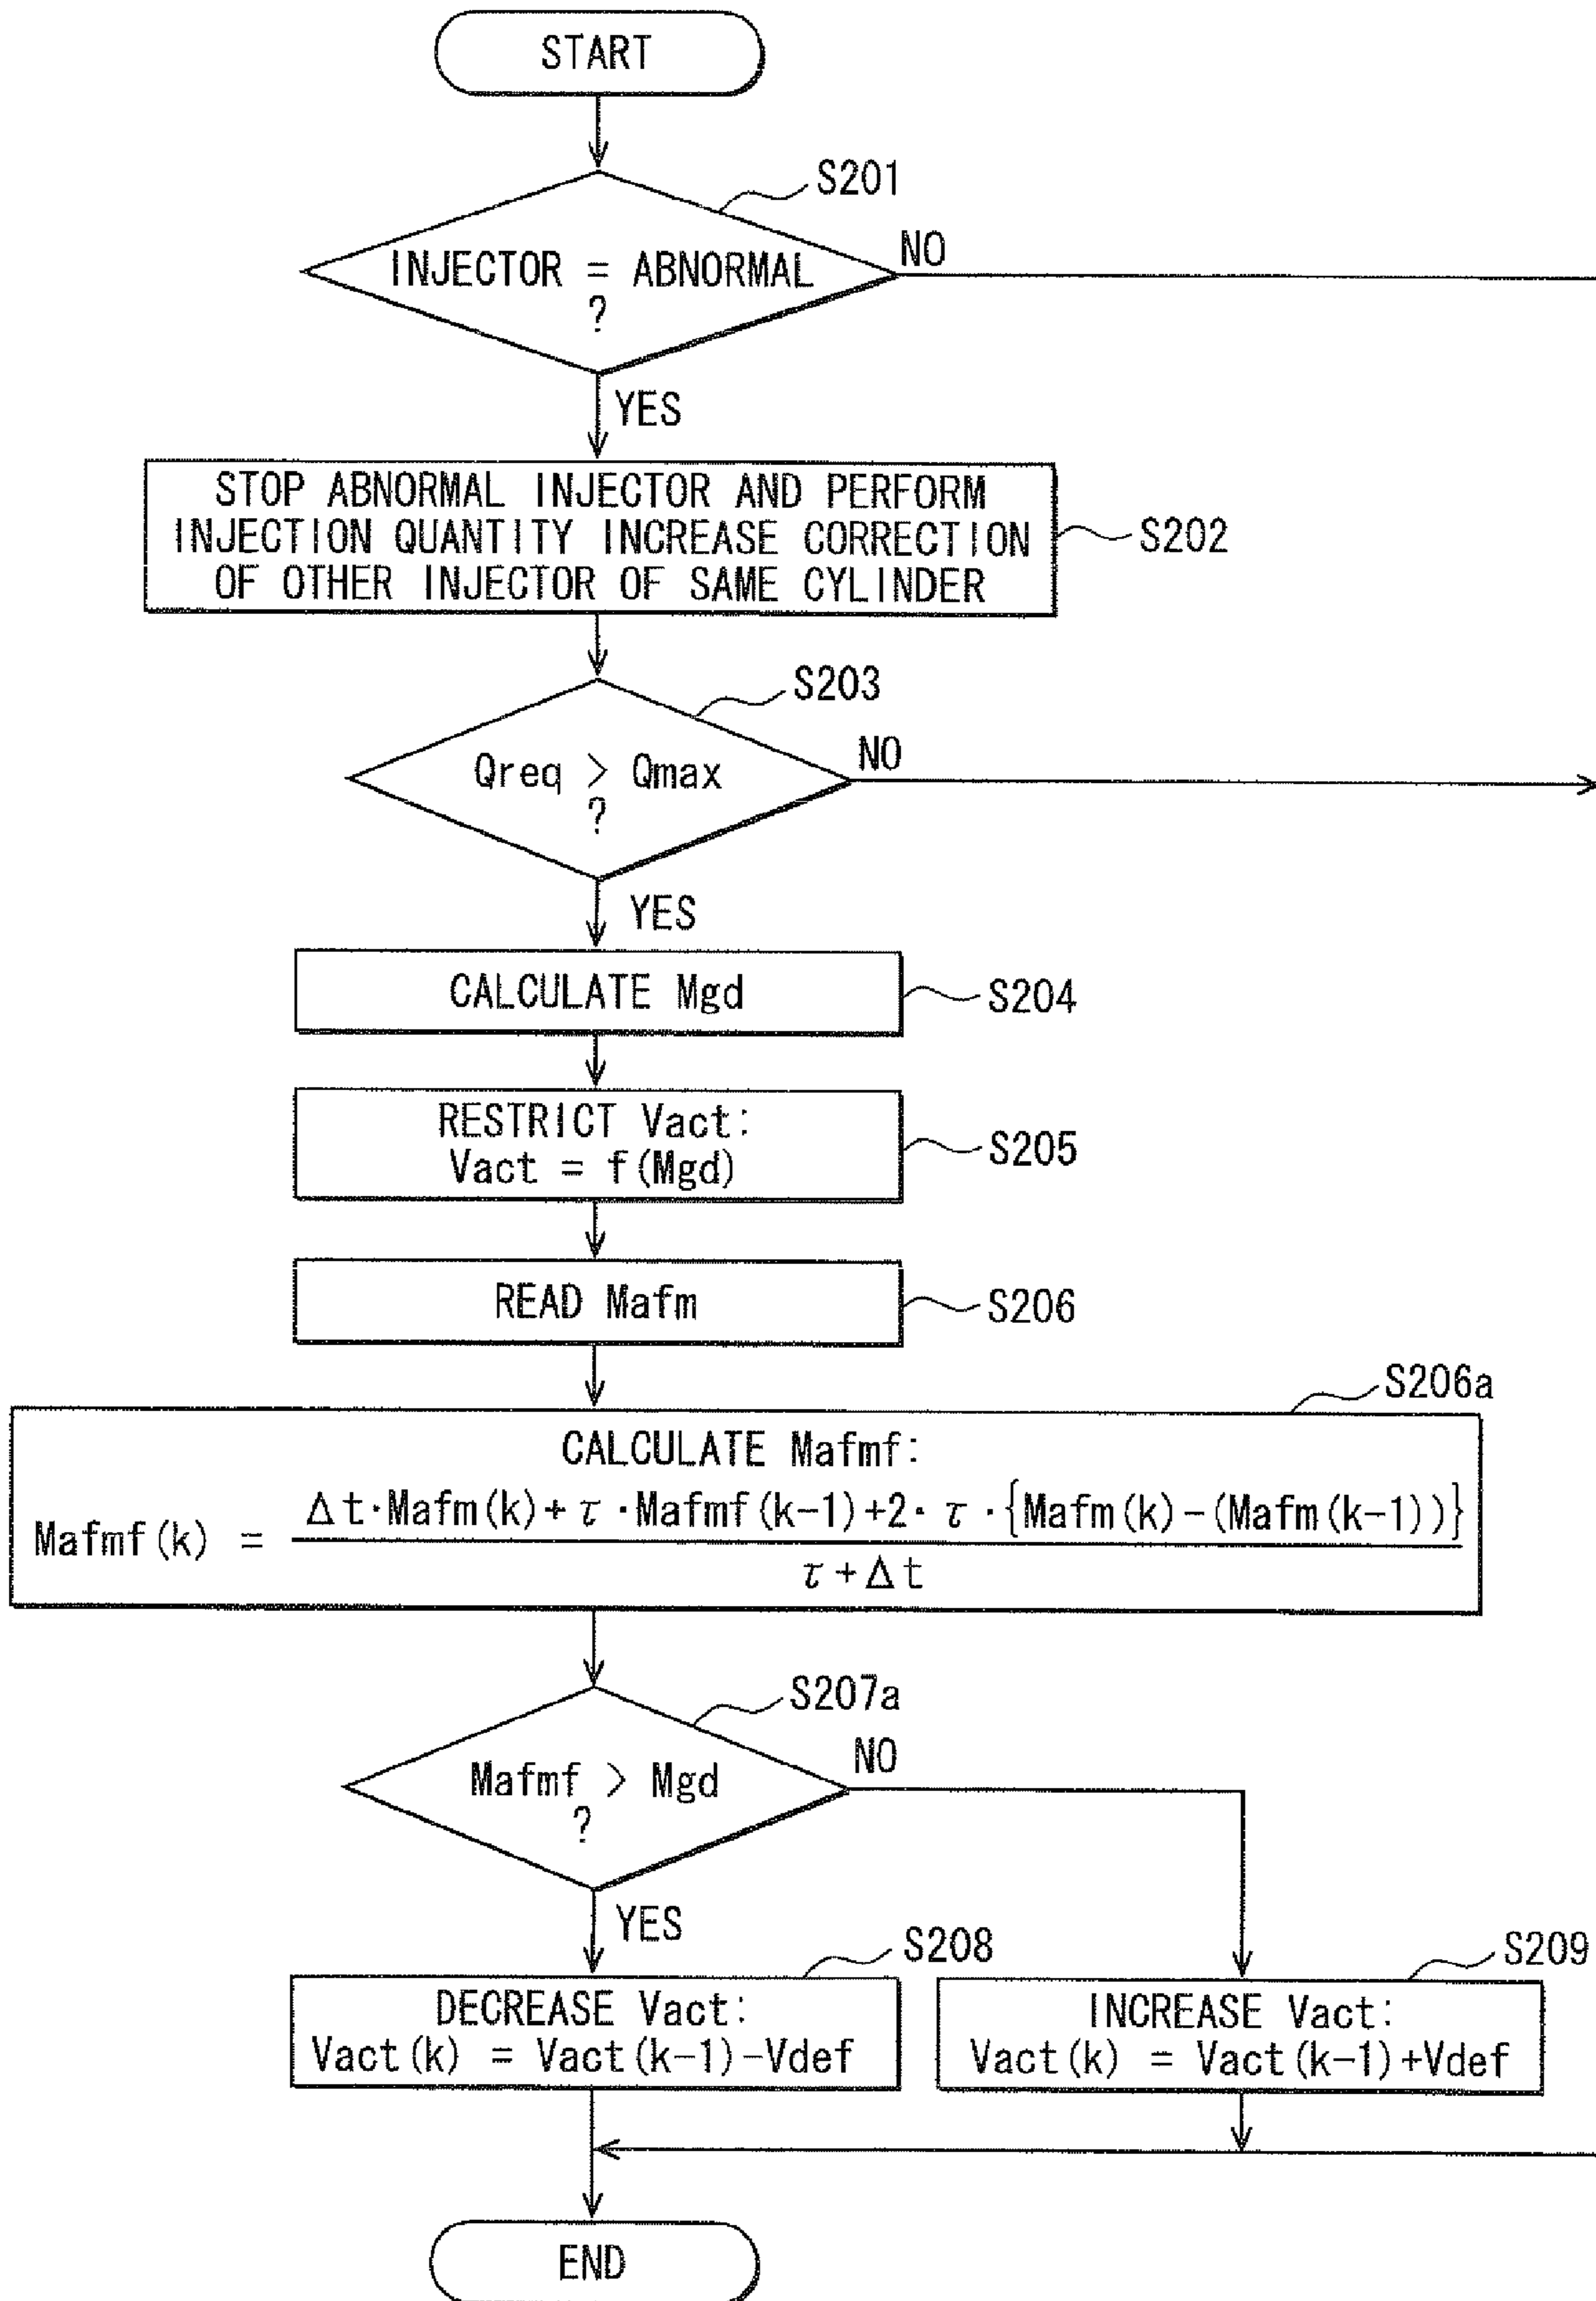 START
S201
INJECTOR = ABNORMAL
?
NO
YES
STOP ABNORMAL INJECTOR AND PERFORM
INJECTION QUANTITY INCREASE CORRECTION
OF OTHER INJECTOR OF SAME CYLINDER
S202
S203
Qreq > Qmax
?
NO
YES
CALCULATE Mgd
S204
RESTRICT Vact:
Vact = f(Mgd)
S205
READ Mafm
S206
S206a
CALCULATE Mafmf:
Mafmf(k) = Δt·Mafm(k)+τ·Mafmf(k-1)+2·τ·{Mafm(k)-(Mafm(k-1))}
τ+Δt
S207a
Mafmf > Mgd
?
NO
YES
S208
DECREASE Vact:
Vact(k) = Vact(k-1)-Vdef
S209
INCREASE Vact:
Vact(k) = Vact(k-1)+Vdef
END